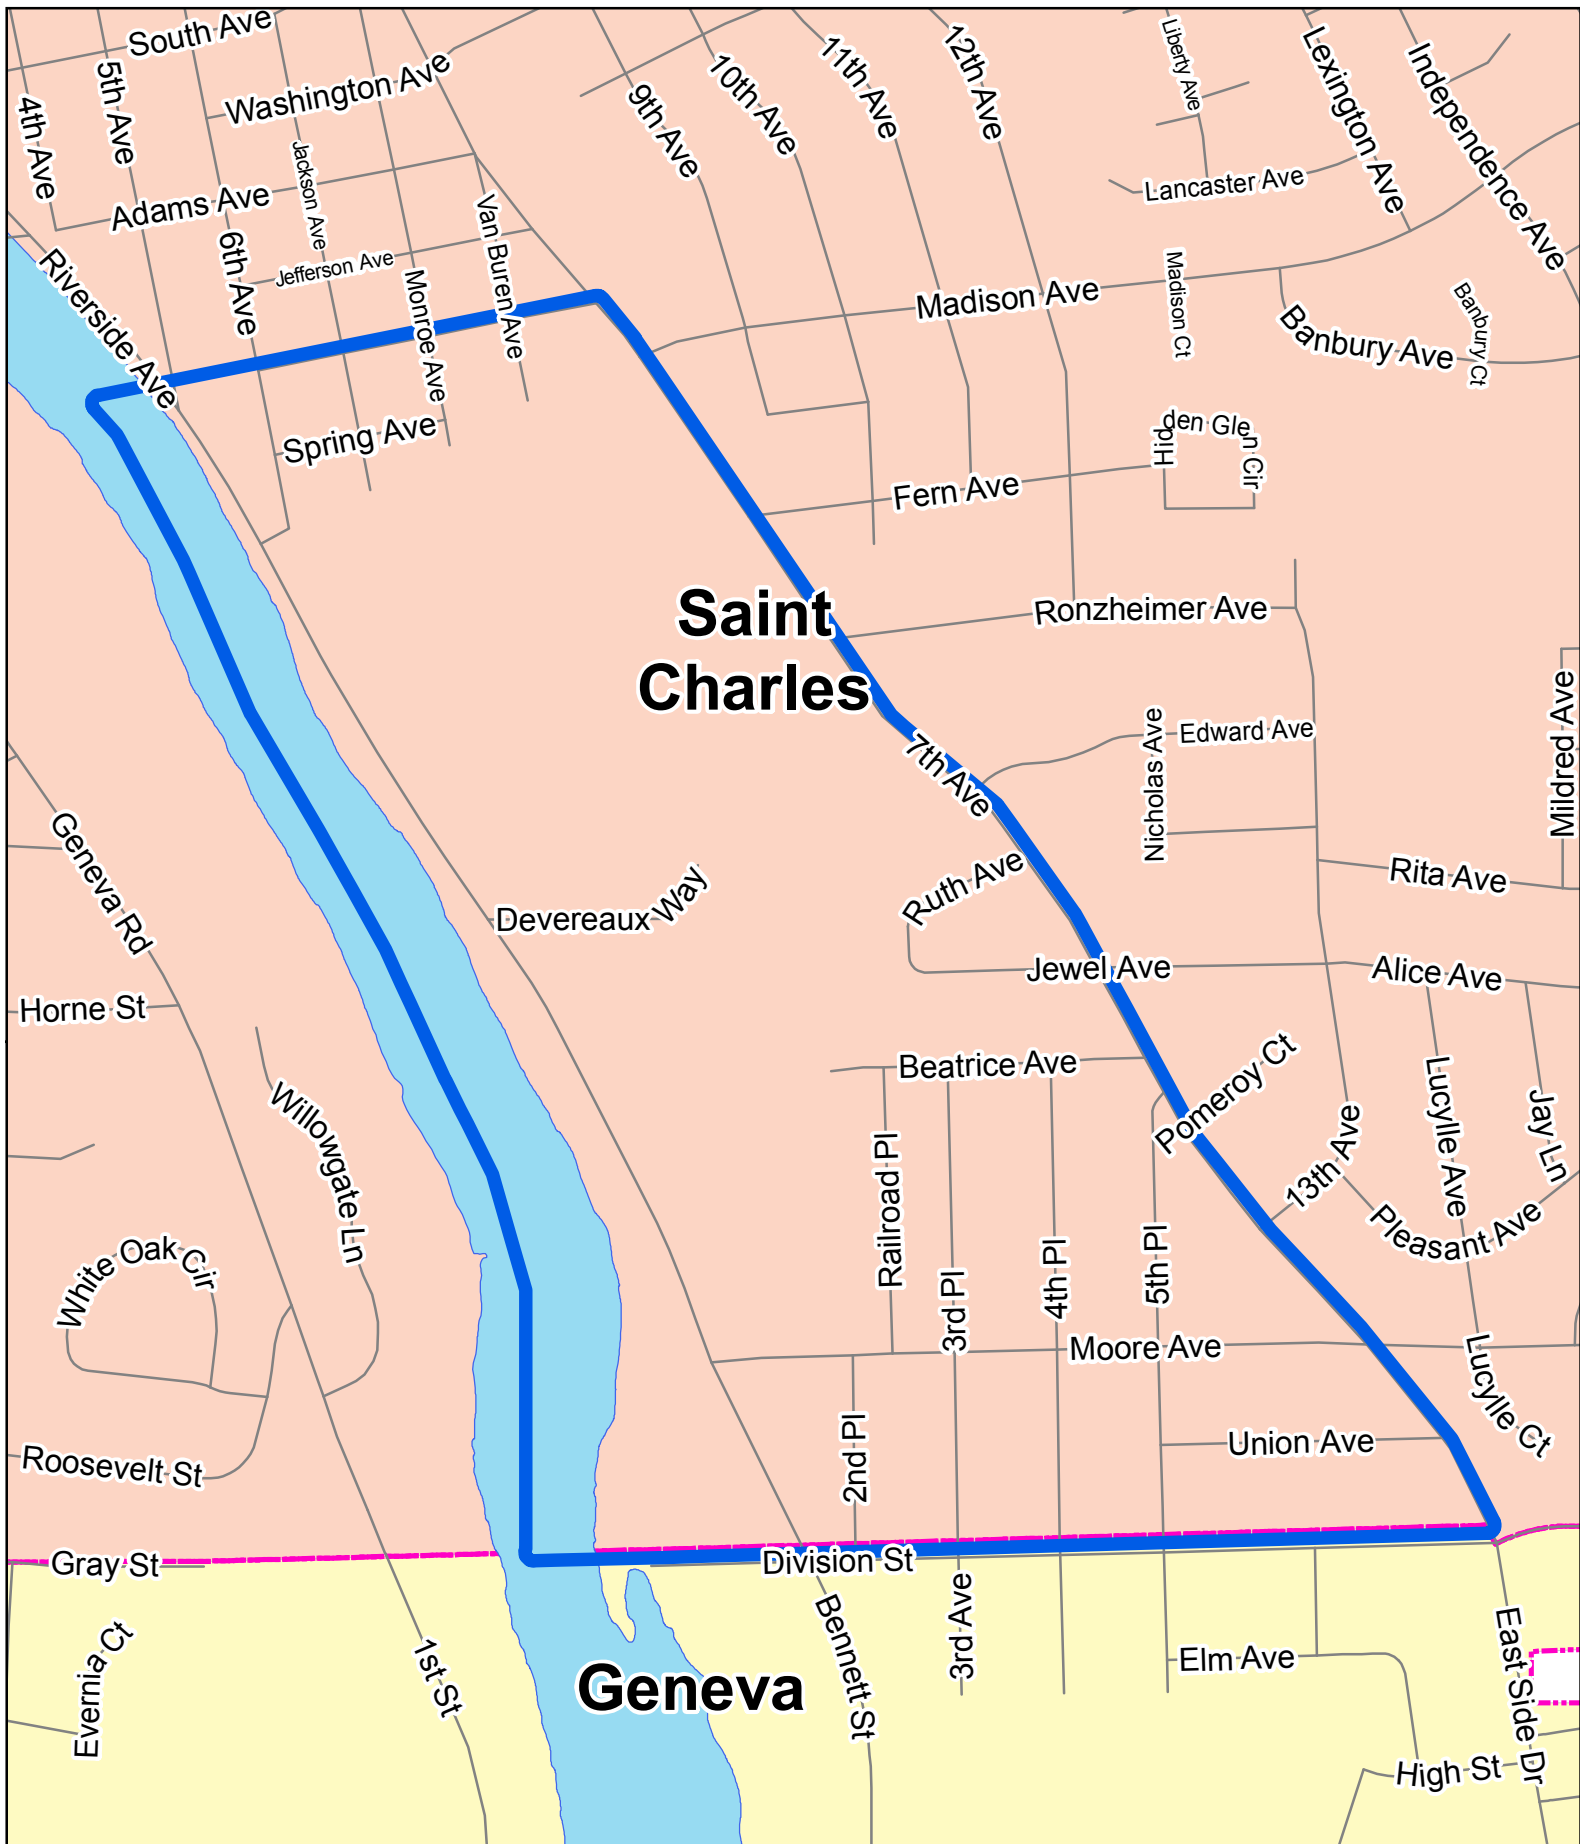 South Ave
Washington Ave
4th Ave
5th Ave
Jackson Ave
9th Ave
10th Ave
11th Ave
12th Ave
Liberty Ave
Lexington Ave
Independence Ave
Lancaster Ave
Adams Ave
6th Ave
Jefferson Ave
Van Buren Ave
Monroe Ave
Riverside Ave
Madison Ave
Madison Ct
Banbury Ave
Banbury Ct
Spring Ave
Hidden Glen Cir
Fern Ave
Saint
Charles
Ronzheimer Ave
Edward Ave
Nicholas Ave
Mildred Ave
7th Ave
Geneva Rd
Devereaux Way
Ruth Ave
Rita Ave
Jewel Ave
Alice Ave
Horne St
Beatrice Ave
Pomeroy Ct
Lucylle Ave
Jay Ln
Willowgate Ln
Railroad Pl
13th Ave
Pleasant Ave
White Oak Cir
3rd Pl
4th Pl
5th Pl
Moore Ave
Lucylle Ct
2nd Pl
Union Ave
Roosevelt St
Gray St
Division St
Evernia Ct
1st St
Geneva
Bennett St
3rd Ave
Elm Ave
East Side Dr
High St